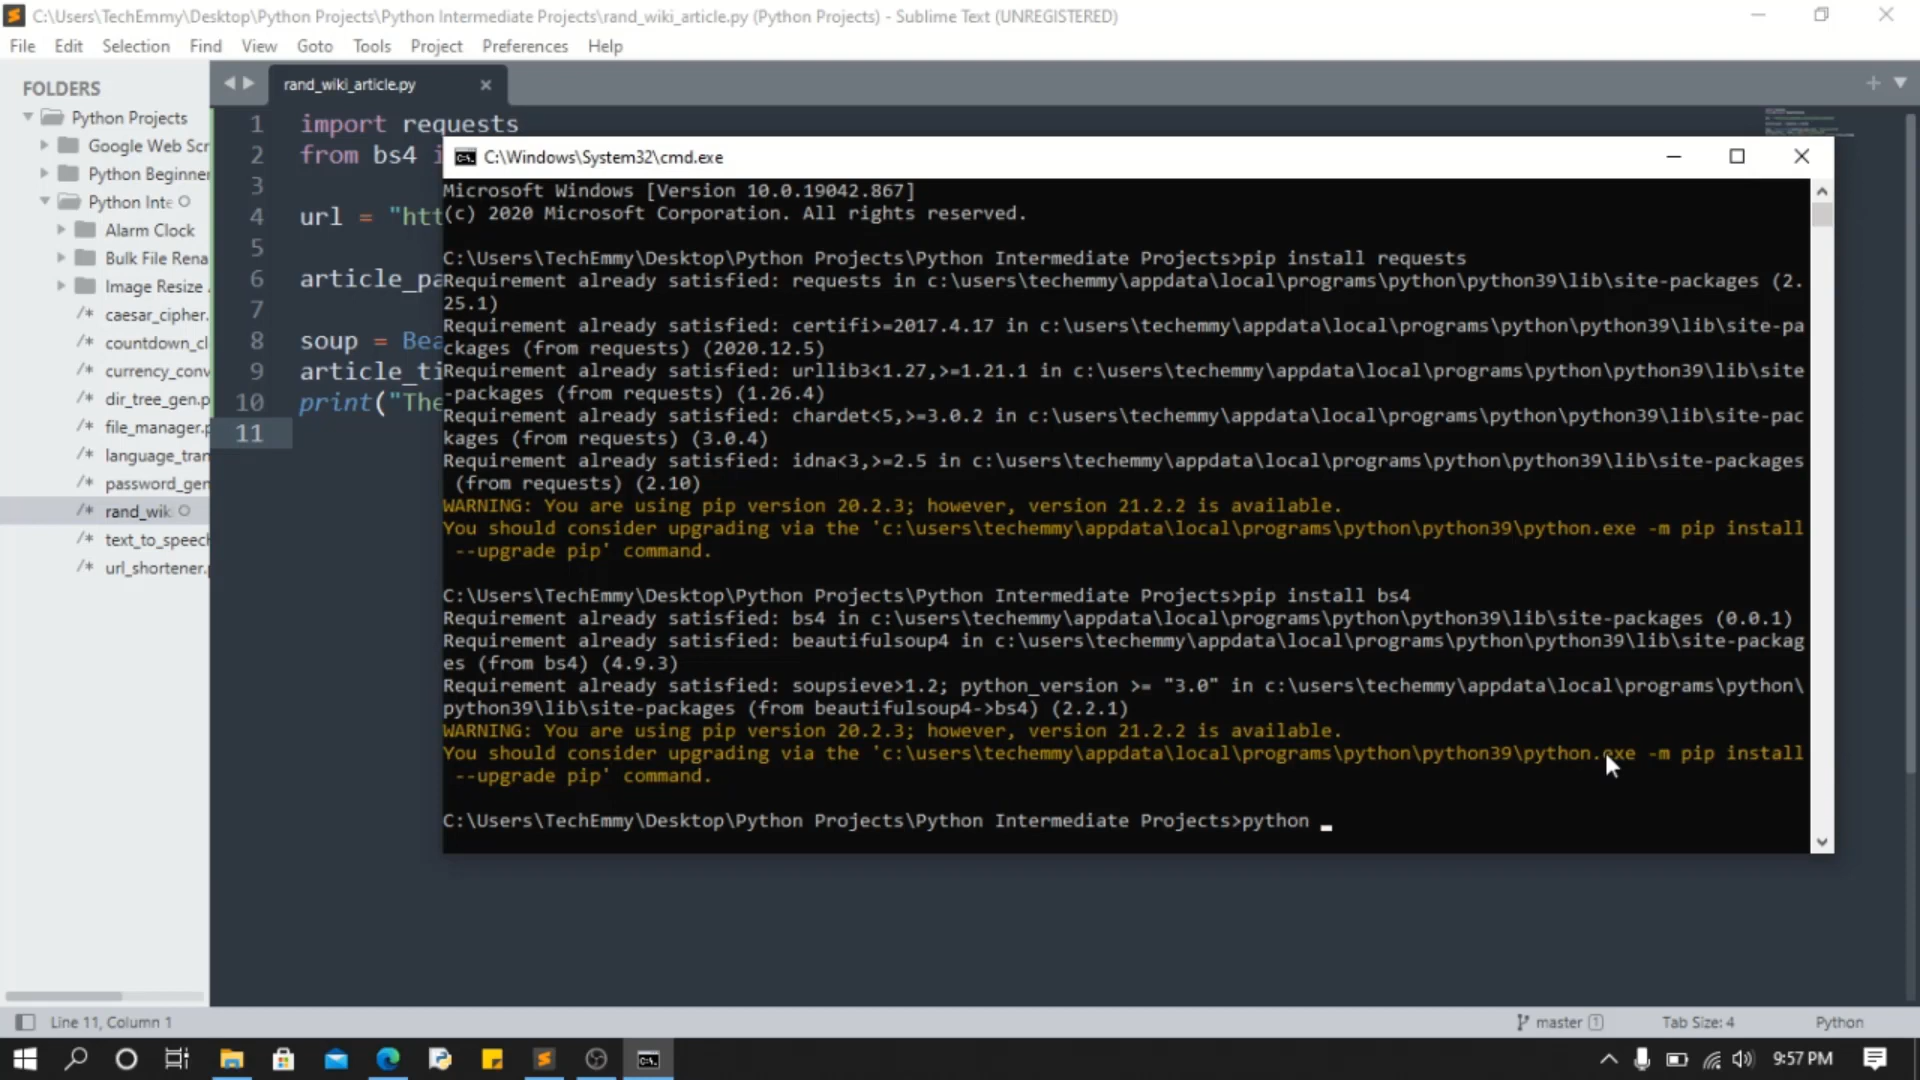 C:\Users\TechEmmy\Desktop\Python Projects\Python Intermediate Projects\rand_wiki_article.py (Python Projects) - Sublime Text (UNREGISTERED)
File Edit Selection Find View Goto Tools Project Preferences Help
FOLDERS
Python Projects
Google Web Scr
Python Beginner
Python Inte
Alarm Clock
Bulk File Rena
Image Resize
/* caesar_cipher.
/* countdown_cl
/* currency_conv
/* dir_tree_gen.p
/* file_manager.p
/* language_tran
/* password_gen
/* rand_wik
/* text_to_speech
/* url_shortener.p
rand_wiki_article.py
1 import requests
2 from bs4 i
3
4 url = "htt
5
6 article_pa
7
8 soup = Bea
9 article_ti
10 print("The
11
C:\Windows\System32\cmd.exe
Microsoft Windows [Version 10.0.19042.867]
(c) 2020 Microsoft Corporation. All rights reserved.
C:\Users\TechEmmy\Desktop\Python Projects\Python Intermediate Projects>pip install requests
Requirement already satisfied: requests in c:\users\techemmy\appdata\local\programs\python\python39\lib\site-packages (2.
25.1)
Requirement already satisfied: certifi>=2017.4.17 in c:\users\techemmy\appdata\local\programs\python\python39\lib\site-pa
ckages (from requests) (2020.12.5)
Requirement already satisfied: urllib3<1.27,>=1.21.1 in c:\users\techemmy\appdata\local\programs\python\python39\lib\site
-packages (from requests) (1.26.4)
Requirement already satisfied: chardet<5,>=3.0.2 in c:\users\techemmy\appdata\local\programs\python\python39\lib\site-pac
kages (from requests) (3.0.4)
Requirement already satisfied: idna<3,>=2.5 in c:\users\techemmy\appdata\local\programs\python\python39\lib\site-packages
(from requests) (2.10)
WARNING: You are using pip version 20.2.3; however, version 21.2.2 is available.
You should consider upgrading via the 'c:\users\techemmy\appdata\local\programs\python\python39\python.exe -m pip install
--upgrade pip' command.
C:\Users\TechEmmy\Desktop\Python Projects\Python Intermediate Projects>pip install bs4
Requirement already satisfied: bs4 in c:\users\techemmy\appdata\local\programs\python\python39\lib\site-packages (0.0.1)
Requirement already satisfied: beautifulsoup4 in c:\users\techemmy\appdata\local\programs\python\python39\lib\site-packag
es (from bs4) (4.9.3)
Requirement already satisfied: soupsieve>1.2; python_version >= "3.0" in c:\users\techemmy\appdata\local\programs\python\
python39\lib\site-packages (from beautifulsoup4->bs4) (2.2.1)
WARNING: You are using pip version 20.2.3; however, version 21.2.2 is available.
You should consider upgrading via the 'c:\users\techemmy\appdata\local\programs\python\python39\python.exe -m pip install
--upgrade pip' command.
C:\Users\TechEmmy\Desktop\Python Projects\Python Intermediate Projects>python _
Line 11, Column 1
master 1
Tab Size: 4
Python
9:57 PM